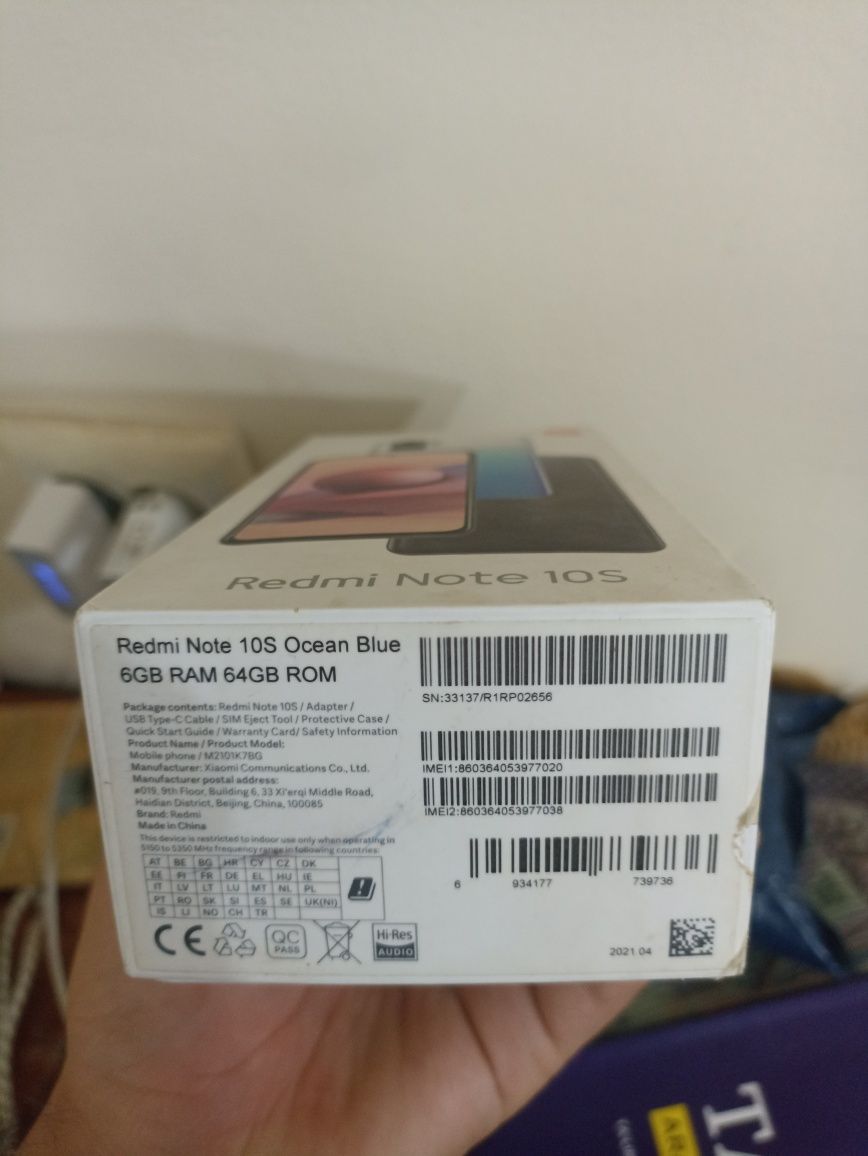 Redmi Note 10S
Redmi Note 10S Ocean Blue
6GB RAM 64GB ROM
Package contents: Redmi Note 10S / Adapter /
USB Type-C Cable / SIM Eject Tool / Protective Case /
Quick Start Guide / Warranty Card/ Safety Information
Product Name / Product Model:
Mobile phone / M2101K7BG
Manufacturer: Xiaomi Communications Co., Ltd.
Manufacturer postal address:
#019, 9th Floor, Building 6, 33 Xi'erqi Middle Road,
Haidian District, Beijing, China, 100085
Brand: Redmi
Made in China
This device is restricted to indoor use only when operating in
5150 to 5350 MHz frequency range in following countries:
AT BE BG HR CY CZ DK
EE FI FR DE EL HU IE
IT LV LT LU MT NL PL
PT RO SK SI ES SE UK(NI)
IS LI NO CH TR
CE
QC
PASS
Hi-Res
AUDIO
SN:33137/R1RP02656
IMEI1:860364053977020
IMEI2:860364053977038
6 934177 739736
2021.04